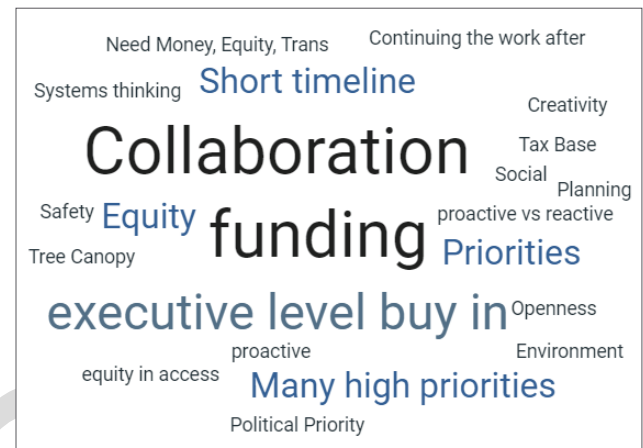 Need Money, Equity, Trans
Continuing the work after
Systems thinking
Short timeline
Creativity
Collaboration
Tax Base
Social
Planning
Safety
Equity
funding
proactive vs reactive
Tree Canopy
Priorities
executive level buy in
Openness
proactive
Environment
equity in access
Many high priorities
Political Priority